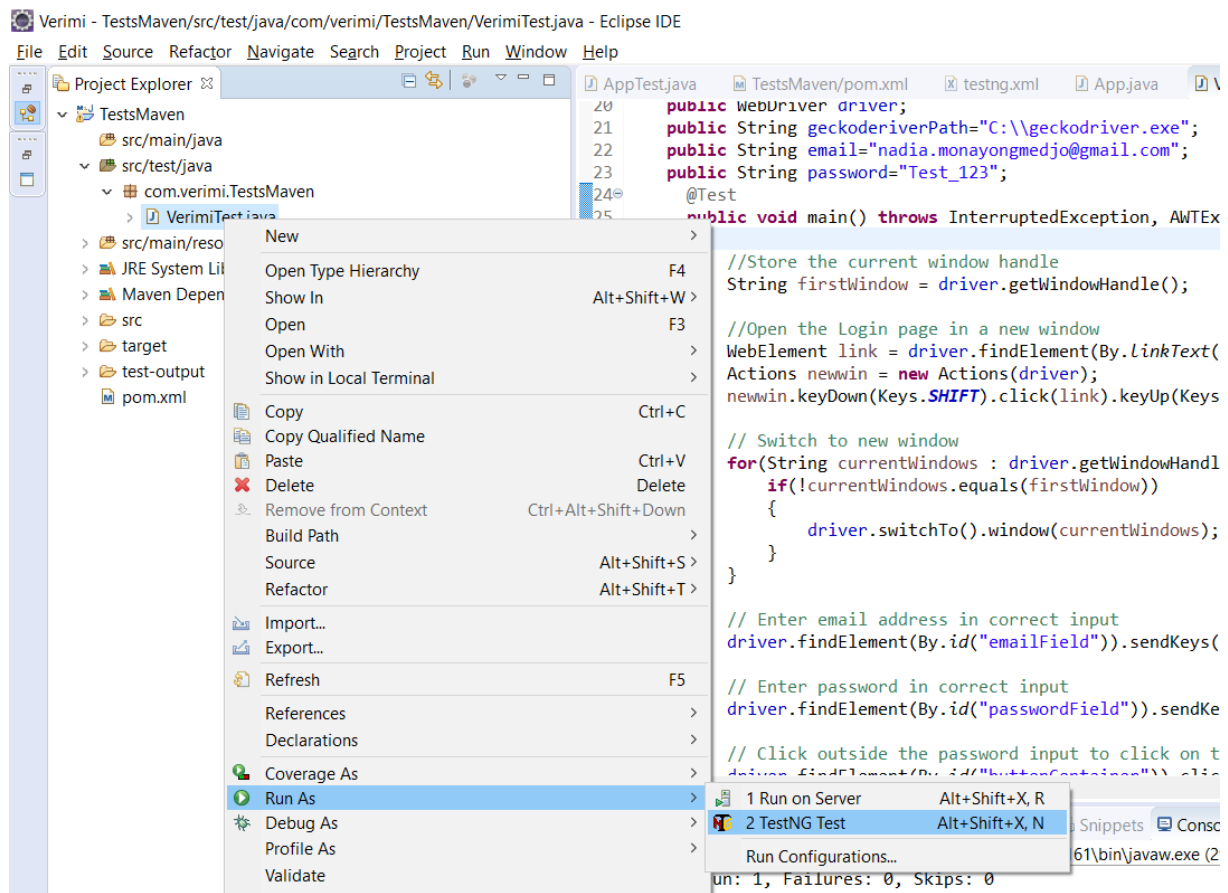 Verimi - TestsMaven/src/test/java/com/verimi/TestsMaven/VerimiTest.java - Eclipse IDE
File Edit Source Refactor Navigate Search Project Run Window Help
Project Explorer
TestsMaven
src/main/java
src/test/java
com.verimi.TestsMaven
VerimiTest.java
src/main/reso
JRE System Lil
Maven Depen
src
target
test-output
pom.xml
AppTest.java TestsMaven/pom.xml testng.xml App.java V
20 public WebDriver driver;
21 public String geckoderiverPath="C:\\geckodriver.exe";
22 public String email="nadia.monayongmedjo@gmail.com";
23 public String password="Test_123";
24 @Test
25 public void main() throws InterruptedException, AWTEx
//Store the current window handle
String firstWindow = driver.getWindowHandle();
//Open the Login page in a new window
WebElement link = driver.findElement(By.linkText(
Actions newwin = new Actions(driver);
newwin.keyDown(Keys.SHIFT).click(link).keyUp(Keys
// Switch to new window
for(String currentWindows : driver.getWindowHandl
if(!currentWindows.equals(firstWindow))
{
driver.switchTo().window(currentWindows);
}
}
// Enter email address in correct input
driver.findElement(By.id("emailField")).sendKeys(
// Enter password in correct input
driver.findElement(By.id("passwordField")).sendKe
// Click outside the password input to click on t
driver.findElement(By.id("buttonContainer")).clic
New
Open Type Hierarchy F4
Show In Alt+Shift+W
Open F3
Open With
Show in Local Terminal
Copy Ctrl+C
Copy Qualified Name
Paste Ctrl+V
Delete Delete
Remove from Context Ctrl+Alt+Shift+Down
Build Path
Source Alt+Shift+S
Refactor Alt+Shift+T
Import...
Export...
Refresh F5
References
Declarations
Coverage As
Run As
Debug As
Profile As
Validate
1 Run on Server Alt+Shift+X, R
2 TestNG Test Alt+Shift+X, N
Run Configurations...
Snippets Conso
61\bin\javaw.exe (2
un: 1, Failures: 0, Skips: 0